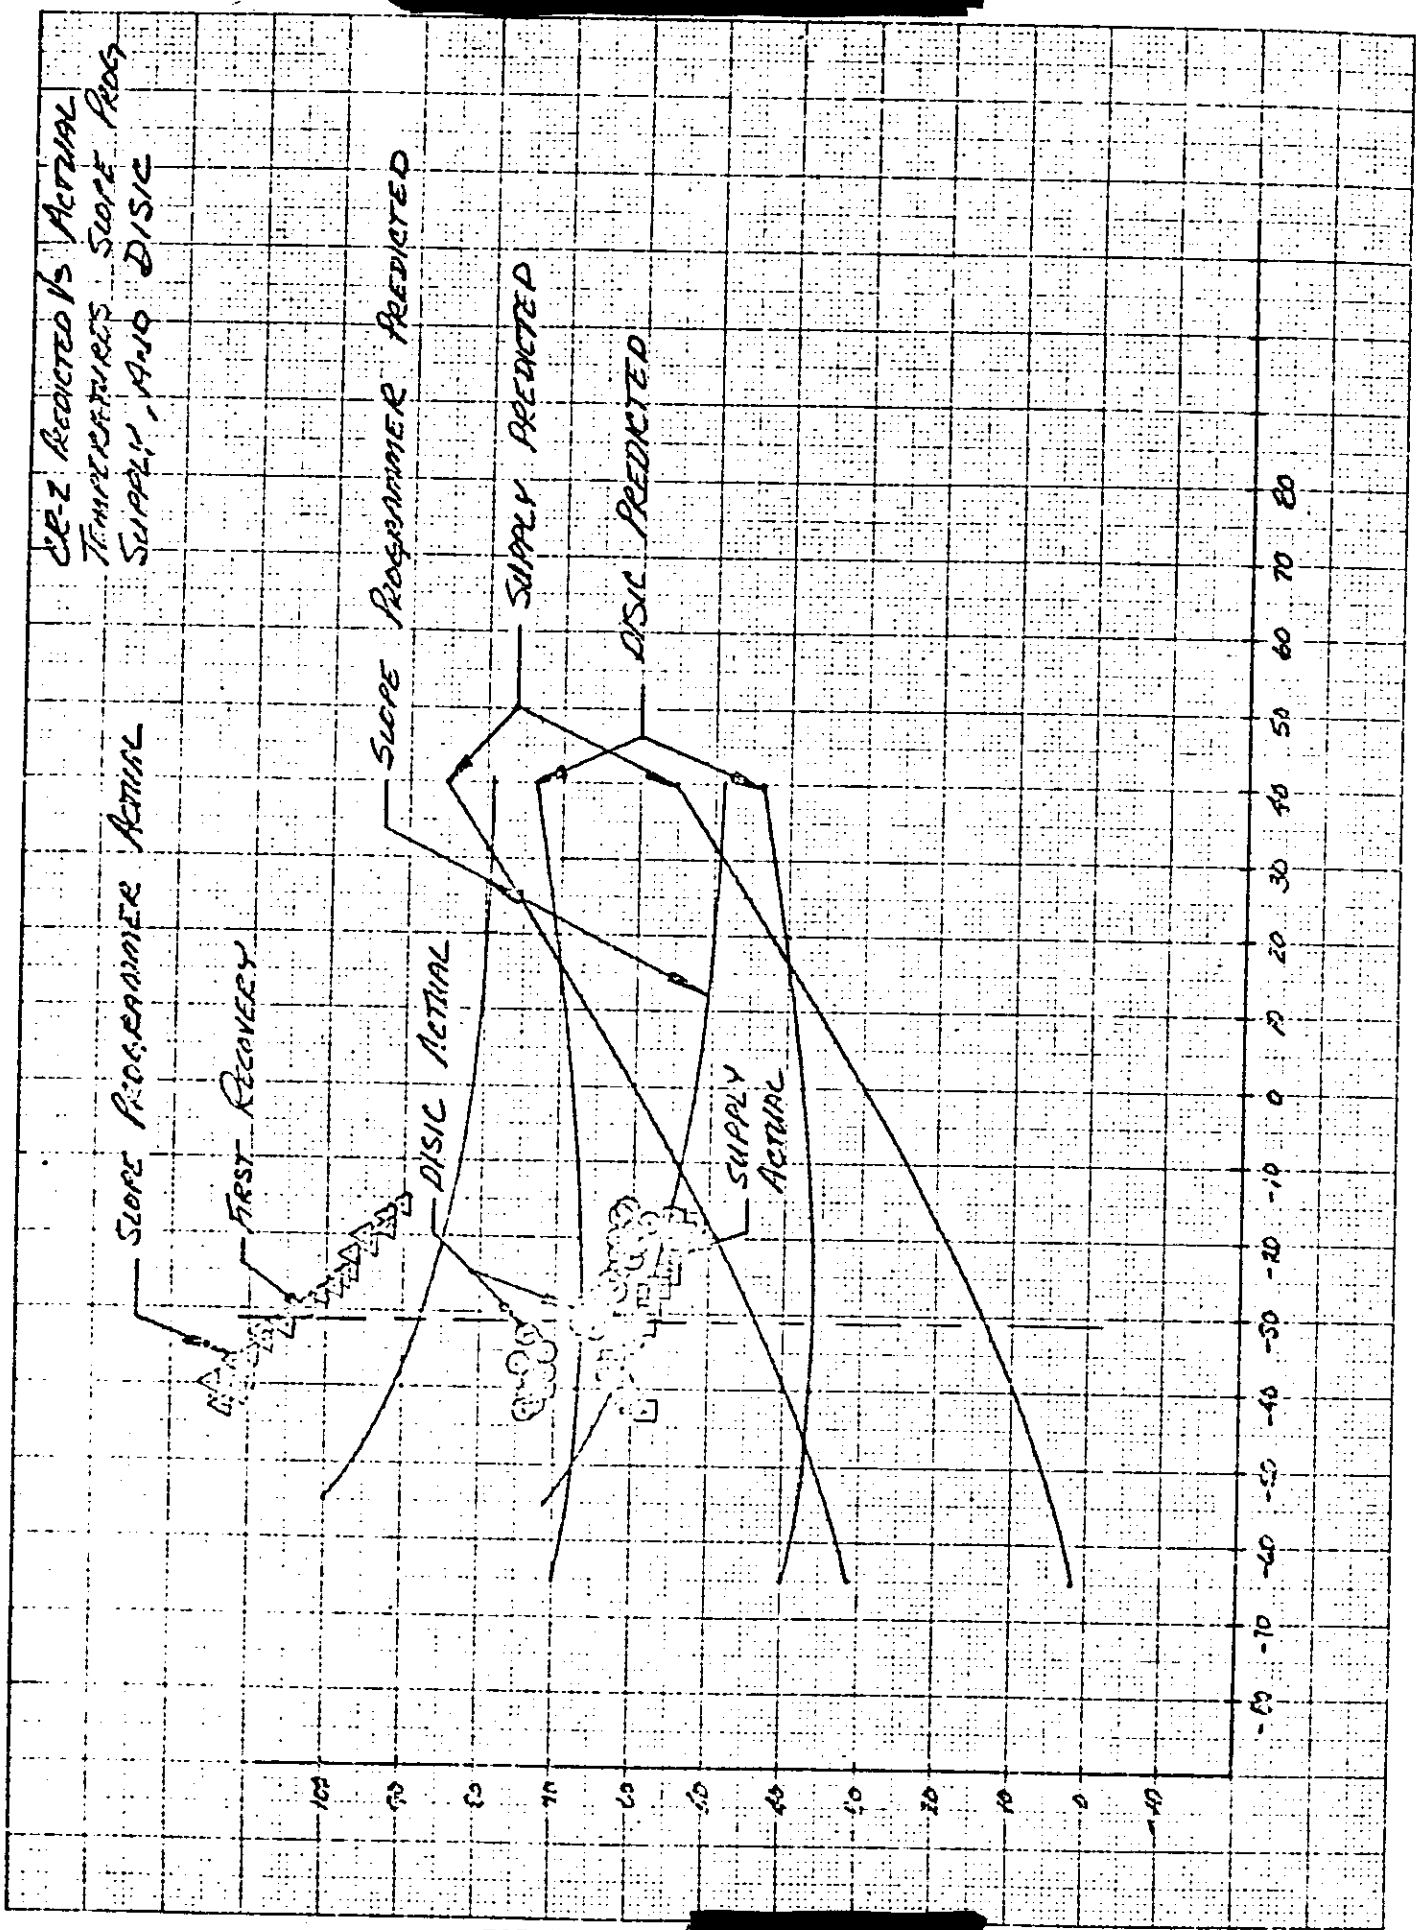 CR-2 PREDICTED VS ACTUAL
TEMPERATURES SLOPE PROG,
SUPPLY, AND DISIC
SLOPE PROGRAMMER ACTUAL
FIRST RECOVERY
DISIC ACTUAL
SLOPE PROGRAMMER PREDICTED
SUPPLY PREDICTED
DISIC PREDICTED
SUPPLY
ACTUAL
100
90
80
70
60
50
40
30
20
10
0
-10
-80 -70 -60 -50 -40 -30 -20 -10 0 10 20 30 40 50 60 70 80